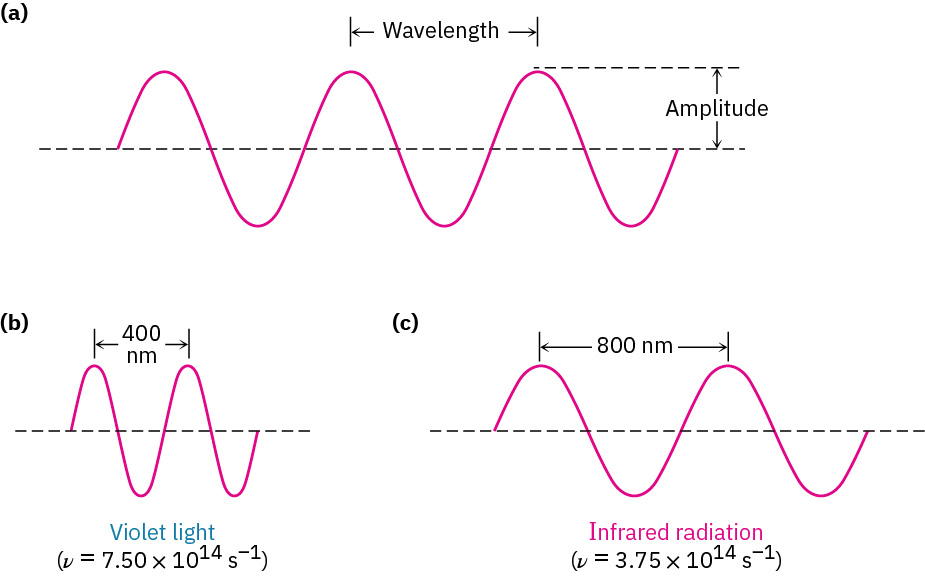 (a)
Wavelength
Amplitude
(b)
400
nm
Violet light
(ν = 7.50 × 10¹⁴ s⁻¹)
(c)
800 nm
Infrared radiation
(ν = 3.75 × 10¹⁴ s⁻¹)